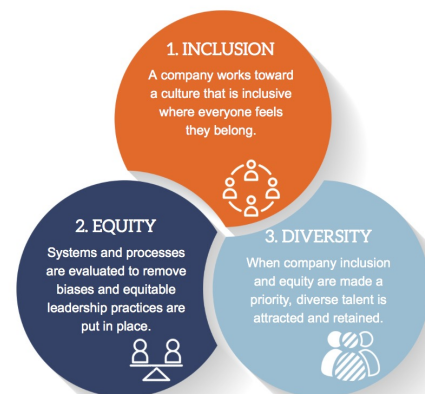 1. INCLUSION
A company works toward
a culture that is inclusive
where everyone feels
they belong.
2. EQUITY
Systems and processes
are evaluated to remove
biases and equitable
leadership practices are
put in place.
3. DIVERSITY
When company inclusion
and equity are made a
priority, diverse talent is
attracted and retained.